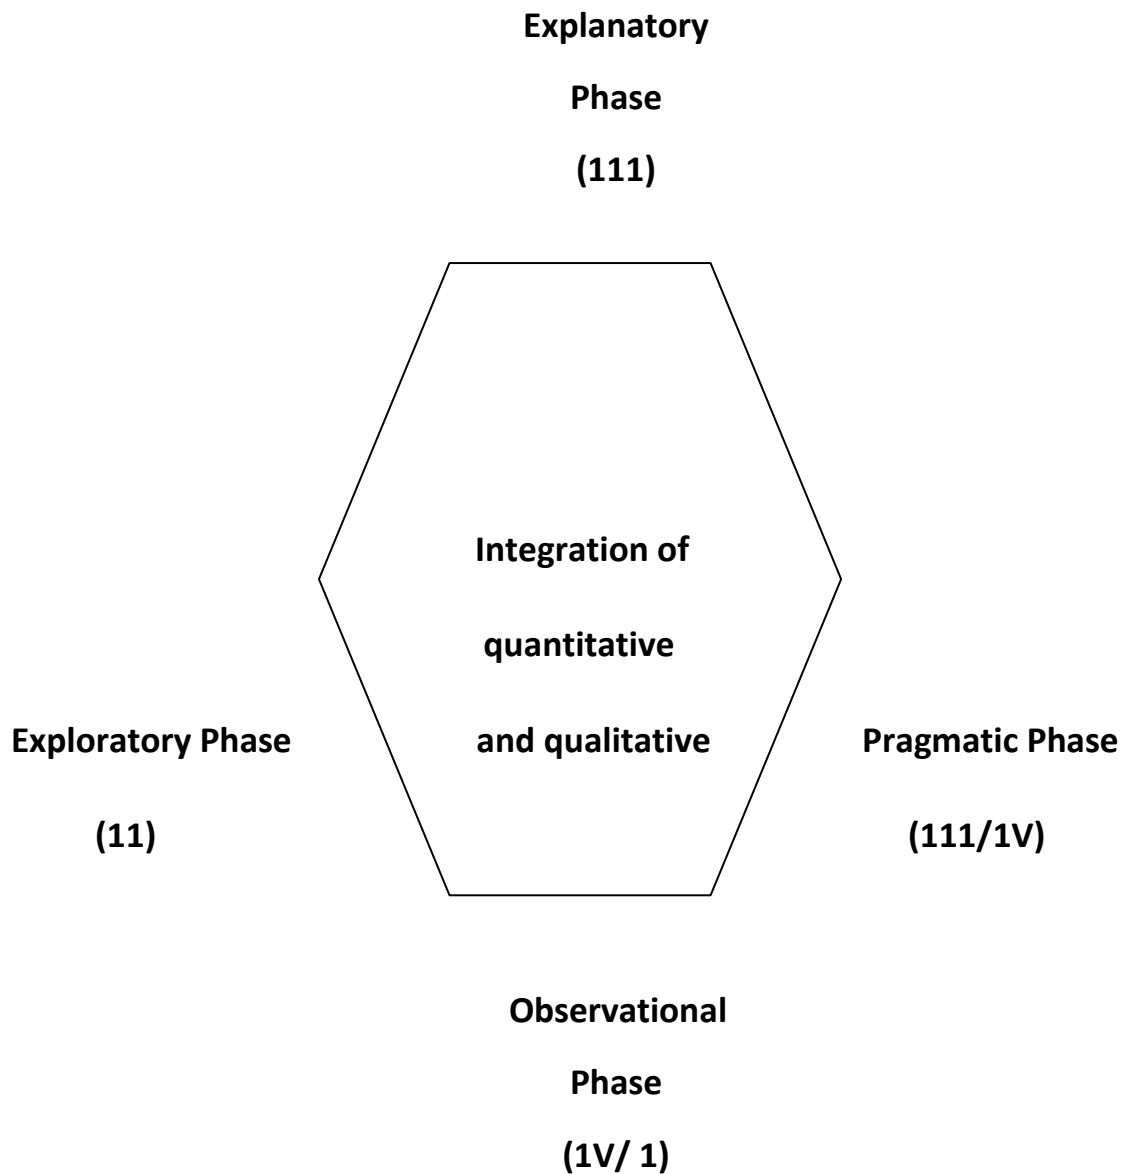 Explanatory
Phase
(111)
Integration of
quantitative
Exploratory Phase
and qualitative
Pragmatic Phase
(11)
(111/1V)
Observational
Phase
(1V/ 1)